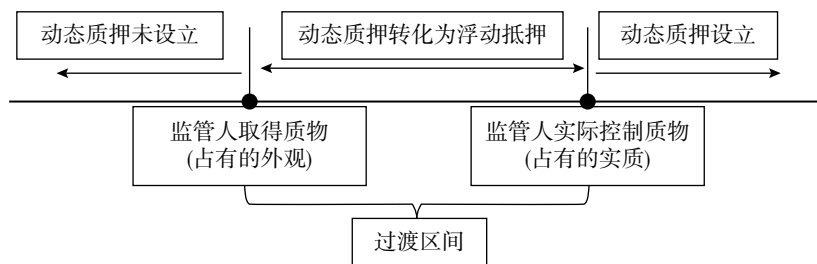 动态质押未设立
动态质押转化为浮动抵押
动态质押设立
监管人取得质物
(占有的外观)
监管人实际控制质物
(占有的实质)
过渡区间